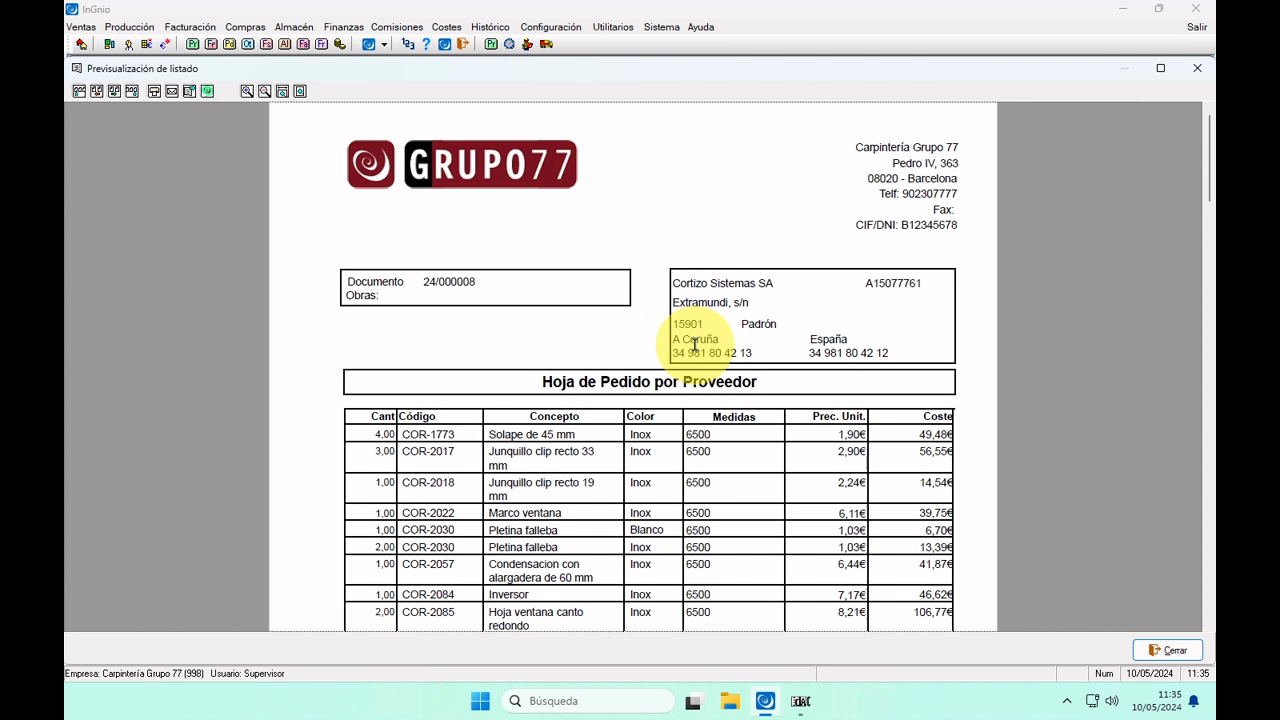 InGnio
Ventas Producción Facturación Compras Almacén Finanzas Comisiones Costes Histórico Configuración Utilitarios Sistema Ayuda Salir
Previsualización de listado
GRUPO77
Carpintería Grupo 77
Pedro IV, 363
08020 - Barcelona
Telf: 902307777
Fax:
CIF/DNI: B12345678
Documento 24/000008
Obras:
Cortizo Sistemas SA A15077761
Extramundi, s/n
15901 Padrón
A Coruña España
34 981 80 42 13 34 981 80 42 12
Hoja de Pedido por Proveedor
Cant Código Concepto Color Medidas Prec. Unit. Coste
4,00 COR-1773 Solape de 45 mm Inox 6500 1,90€ 49,48€
3,00 COR-2017 Junquillo clip recto 33 Inox 6500 2,90€ 56,55€
mm
1,00 COR-2018 Junquillo clip recto 19 Inox 6500 2,24€ 14,54€
mm
1,00 COR-2022 Marco ventana Inox 6500 6,11€ 39,75€
1,00 COR-2030 Pletina falleba Blanco 6500 1,03€ 6,70€
2,00 COR-2030 Pletina falleba Inox 6500 1,03€ 13,39€
1,00 COR-2057 Condensacion con Inox 6500 6,44€ 41,87€
alargadera de 60 mm
1,00 COR-2084 Inversor Inox 6500 7,17€ 46,62€
2,00 COR-2085 Hoja ventana canto Inox 6500 8,21€ 106,77€
redondo
Cerrar
Empresa: Carpintería Grupo 77 (998) Usuario: Supervisor Num 10/05/2024 11:35
Búsqueda
11:35
10/05/2024